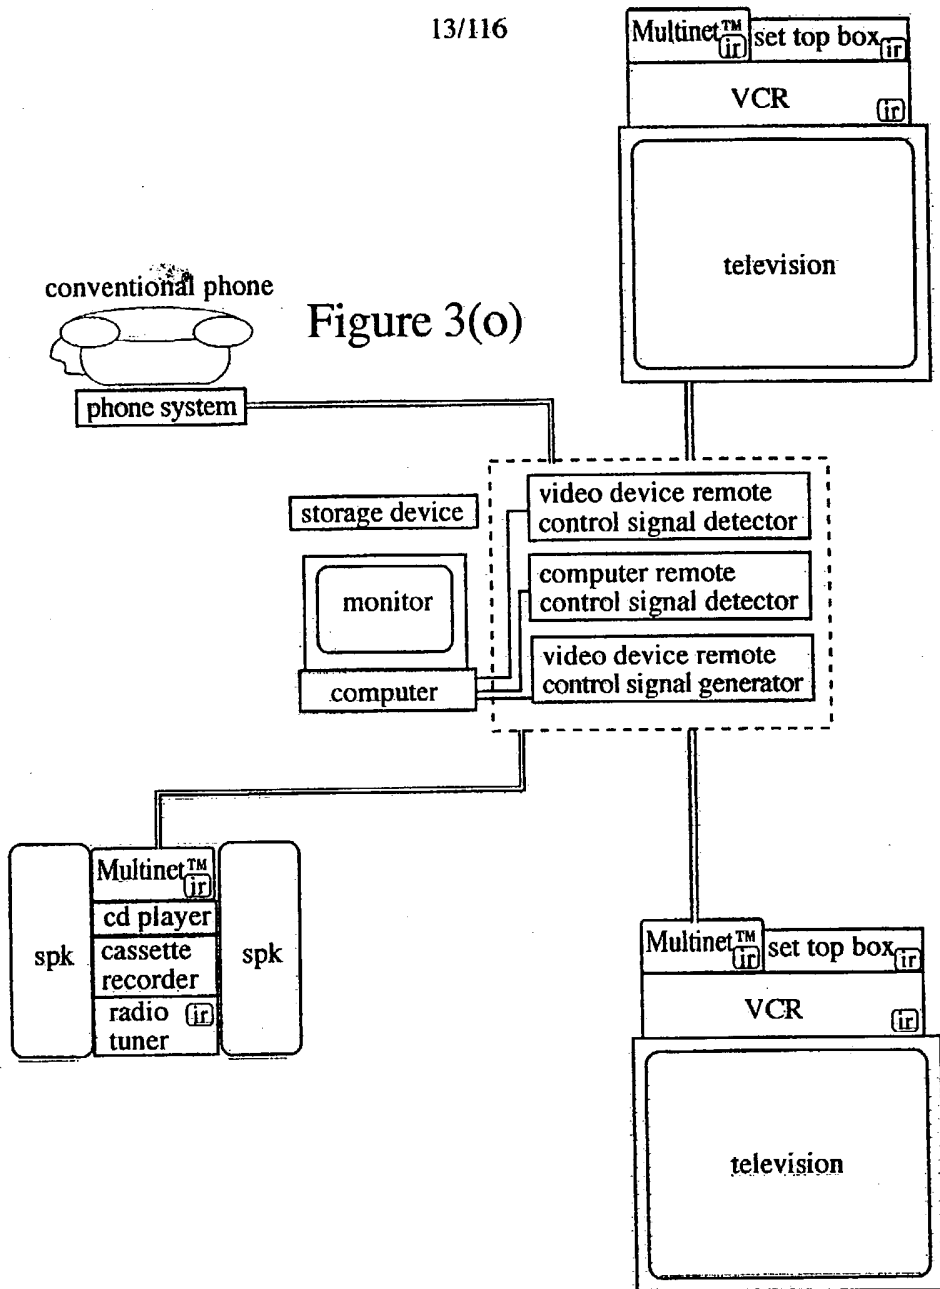 13/116
Multinet™
ir
set top box
ir
VCR
ir
television
conventional phone
Figure 3(o)
phone system
storage device
video device remote
control signal detector
monitor
computer remote
control signal detector
video device remote
control signal generator
computer
Multinet™
ir
cd player
spk
cassette
recorder
spk
radio
ir
tuner
Multinet™
ir
set top box
ir
VCR
ir
television